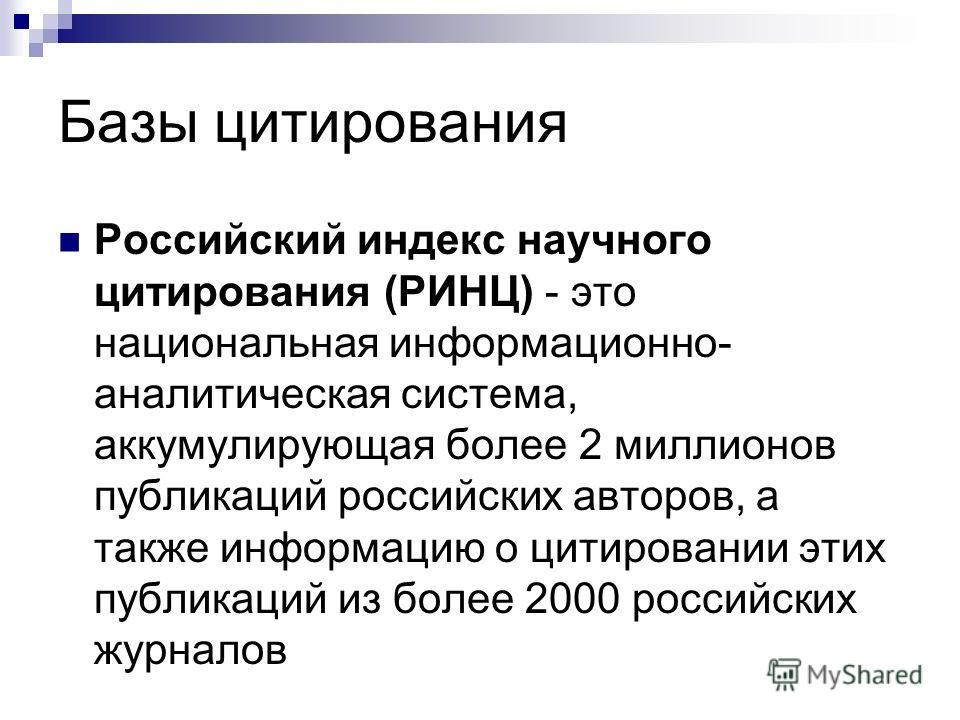 Базы цитирования
Российский индекс научного
цитирования (РИНЦ) - это
национальная информационно-
аналитическая система,
аккумулирующая более 2 миллионов
публикаций российских авторов, а
также информацию о цитировании этих
публикаций из более 2000 российских
журналов
MyShared